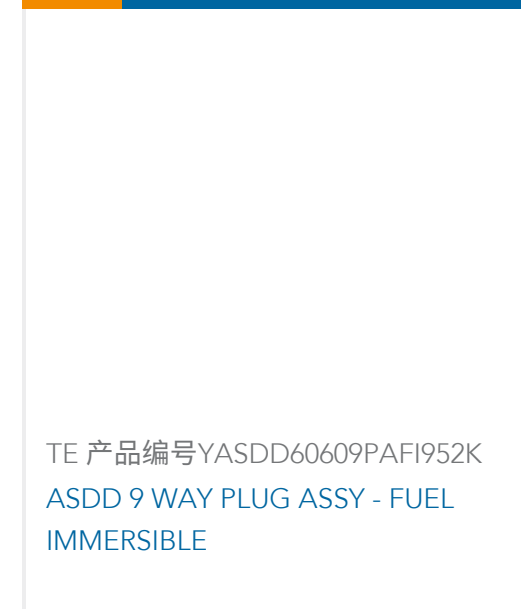 TE 产品编号YASDD60609PAFI952K
ASDD 9 WAY PLUG ASSY - FUEL
IMMERSIBLE